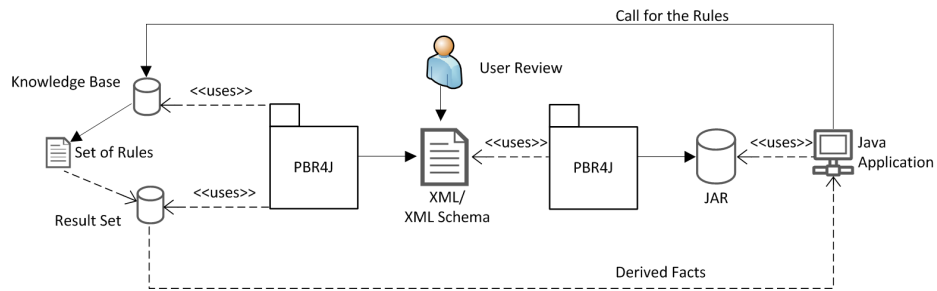 Call for the Rules
User Review
Knowledge Base
<<uses>>
Set of Rules
PBR4J
<<uses>>
PBR4J
<<uses>>
Java
Application
<<uses>>
Result Set
XML/
XML Schema
JAR
Derived Facts